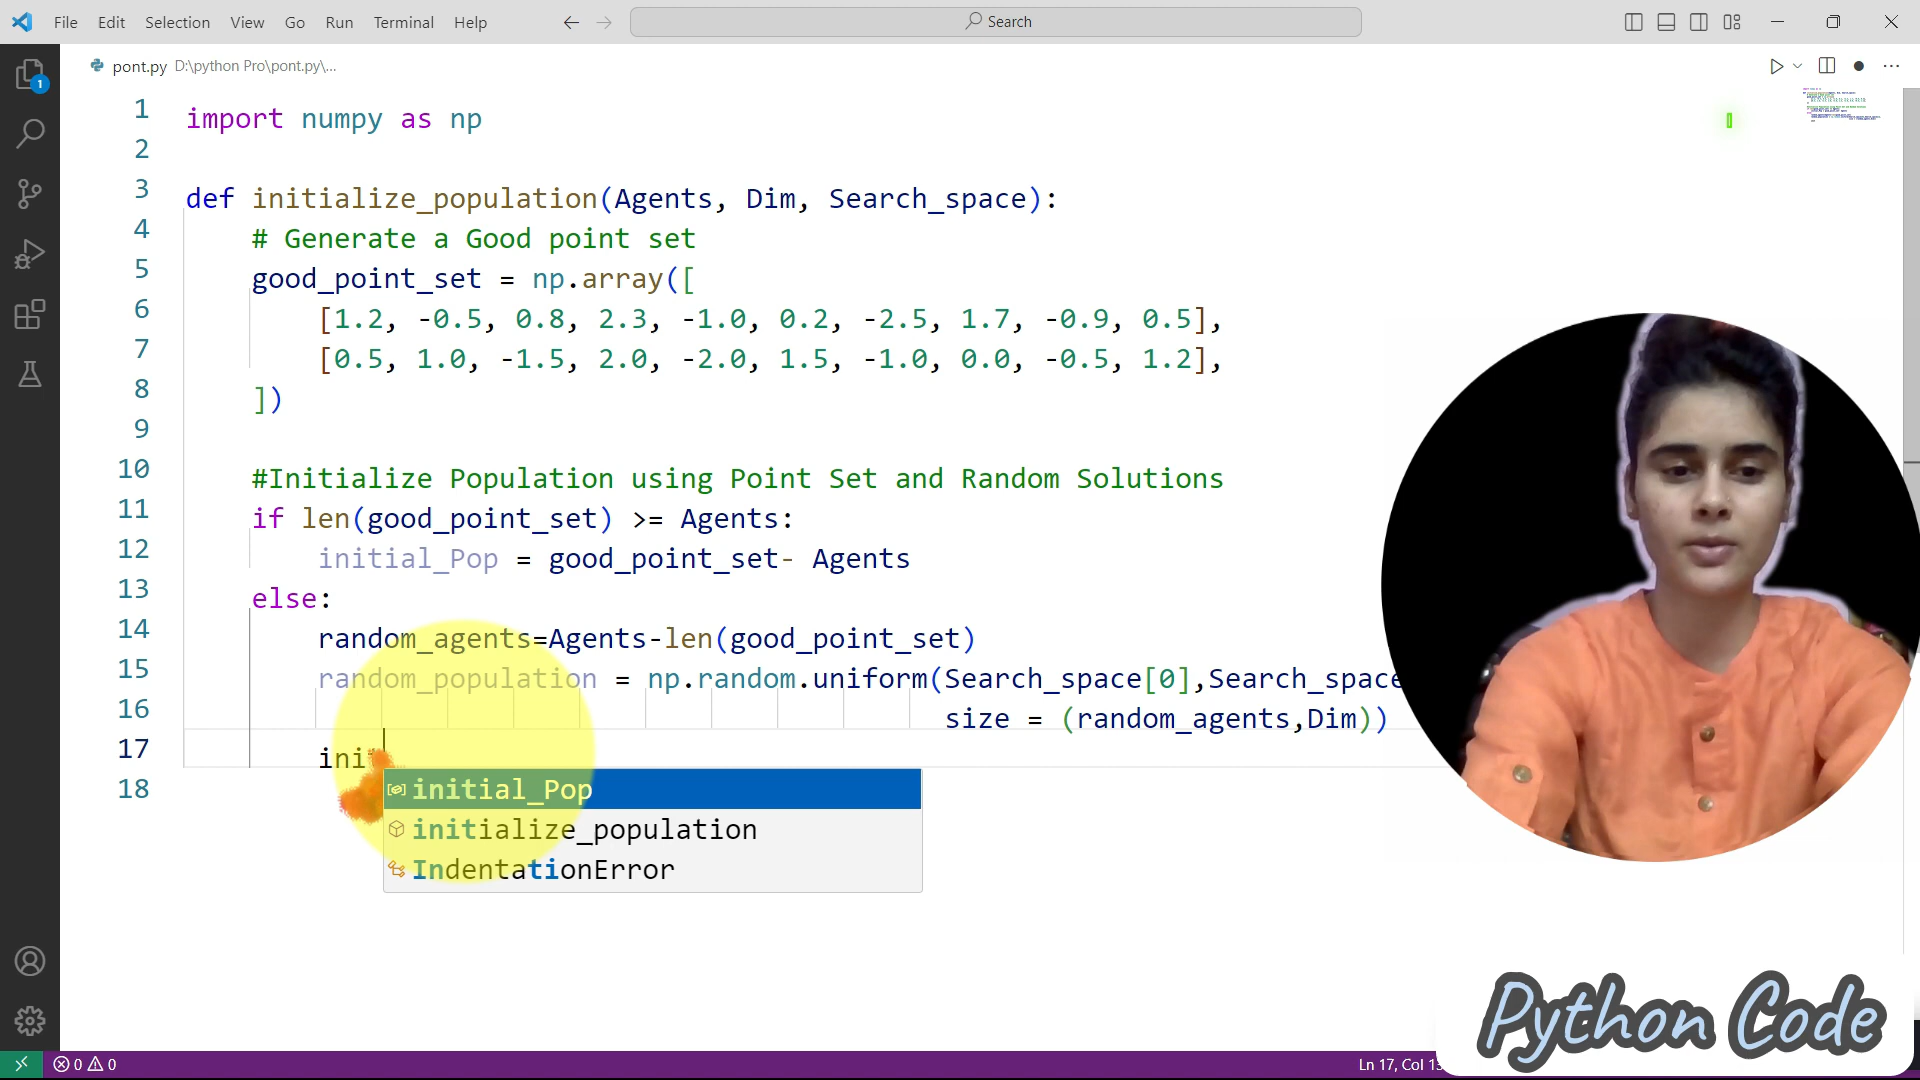 File Edit Selection View Go Run Terminal Help Search
pont.py D:\python Pro\pont.py\...
1 import numpy as np
2
3 def initialize_population(Agents, Dim, Search_space):
4 # Generate a Good point set
5 good_point_set = np.array([
6 [1.2, -0.5, 0.8, 2.3, -1.0, 0.2, -2.5, 1.7, -0.9, 0.5],
7 [0.5, 1.0, -1.5, 2.0, -2.0, 1.5, -1.0, 0.0, -0.5, 1.2],
8 ])
9
10 #Initialize Population using Point Set and Random Solutions
11 if len(good_point_set) >= Agents:
12 initial_Pop = good_point_set- Agents
13 else:
14 random_agents=Agents-len(good_point_set)
15 random_population = np.random.uniform(Search_space[0],Search_space
16 size = (random_agents,Dim))
17 init
18
initial_Pop
initialize_population
IndentationError
1
0 0
Ln 17, Col 13
Python Code